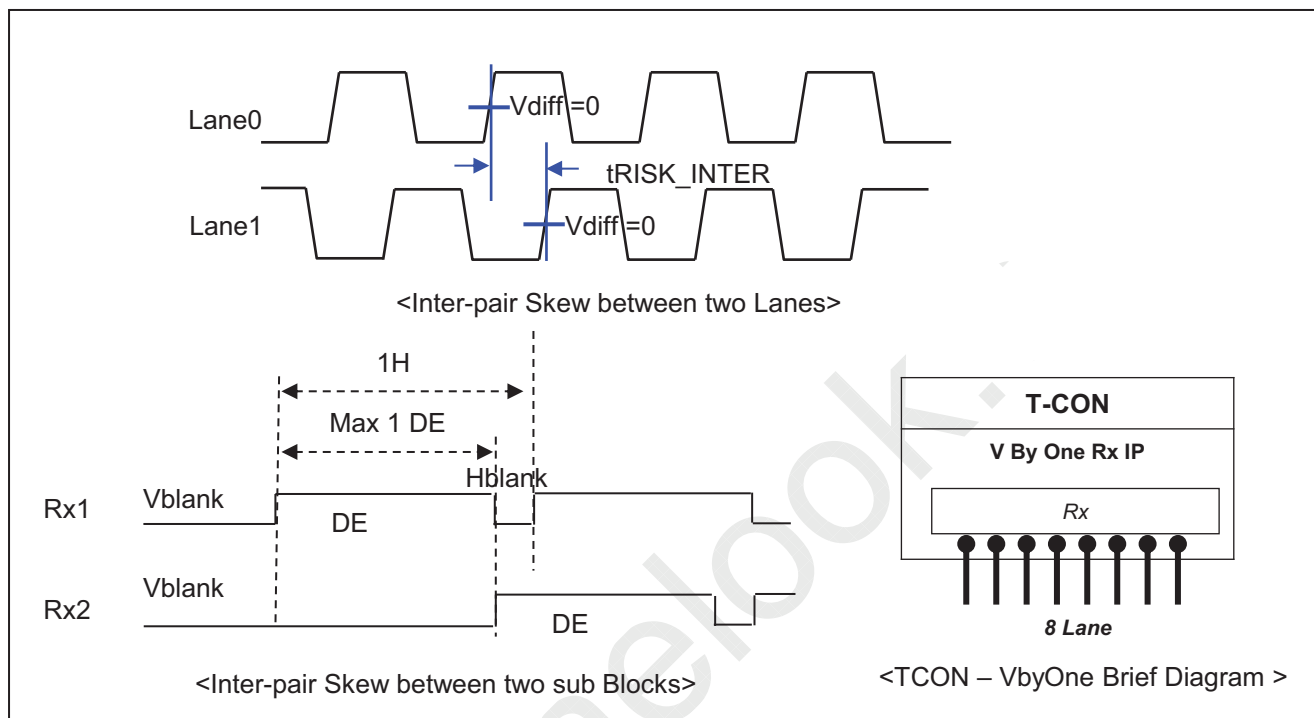 Lane0
Vdiff =0
tRISK_INTER
Lane1
Vdiff =0
<Inter-pair Skew between two Lanes>
1H
Max 1 DE
Hblank
Rx1
Vblank
DE
Rx2
Vblank
DE
<Inter-pair Skew between two sub Blocks>
T-CON
V By One Rx IP
Rx
8 Lane
<TCON – VbyOne Brief Diagram >